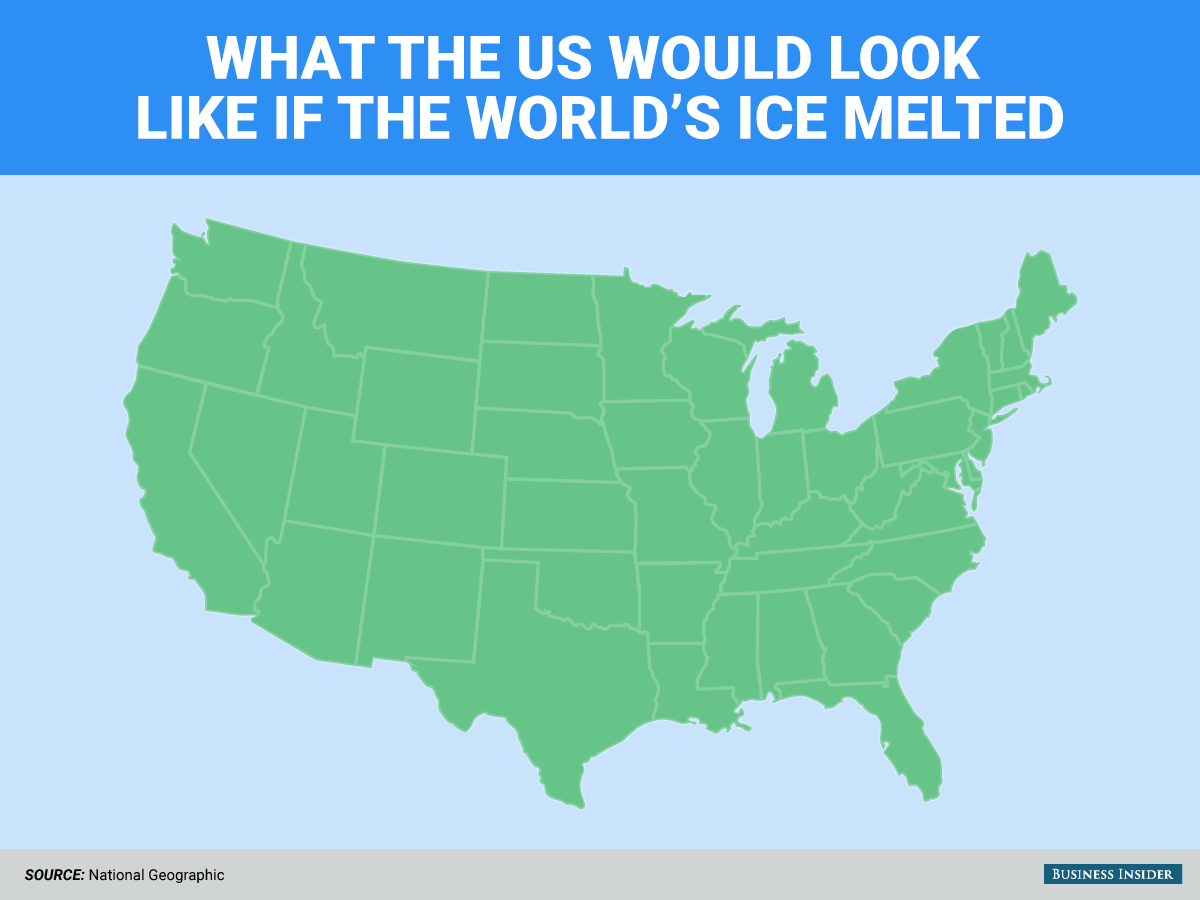 WHAT THE US WOULD LOOK
LIKE IF THE WORLD’S ICE MELTED
SOURCE: National Geographic
BUSINESS INSIDER